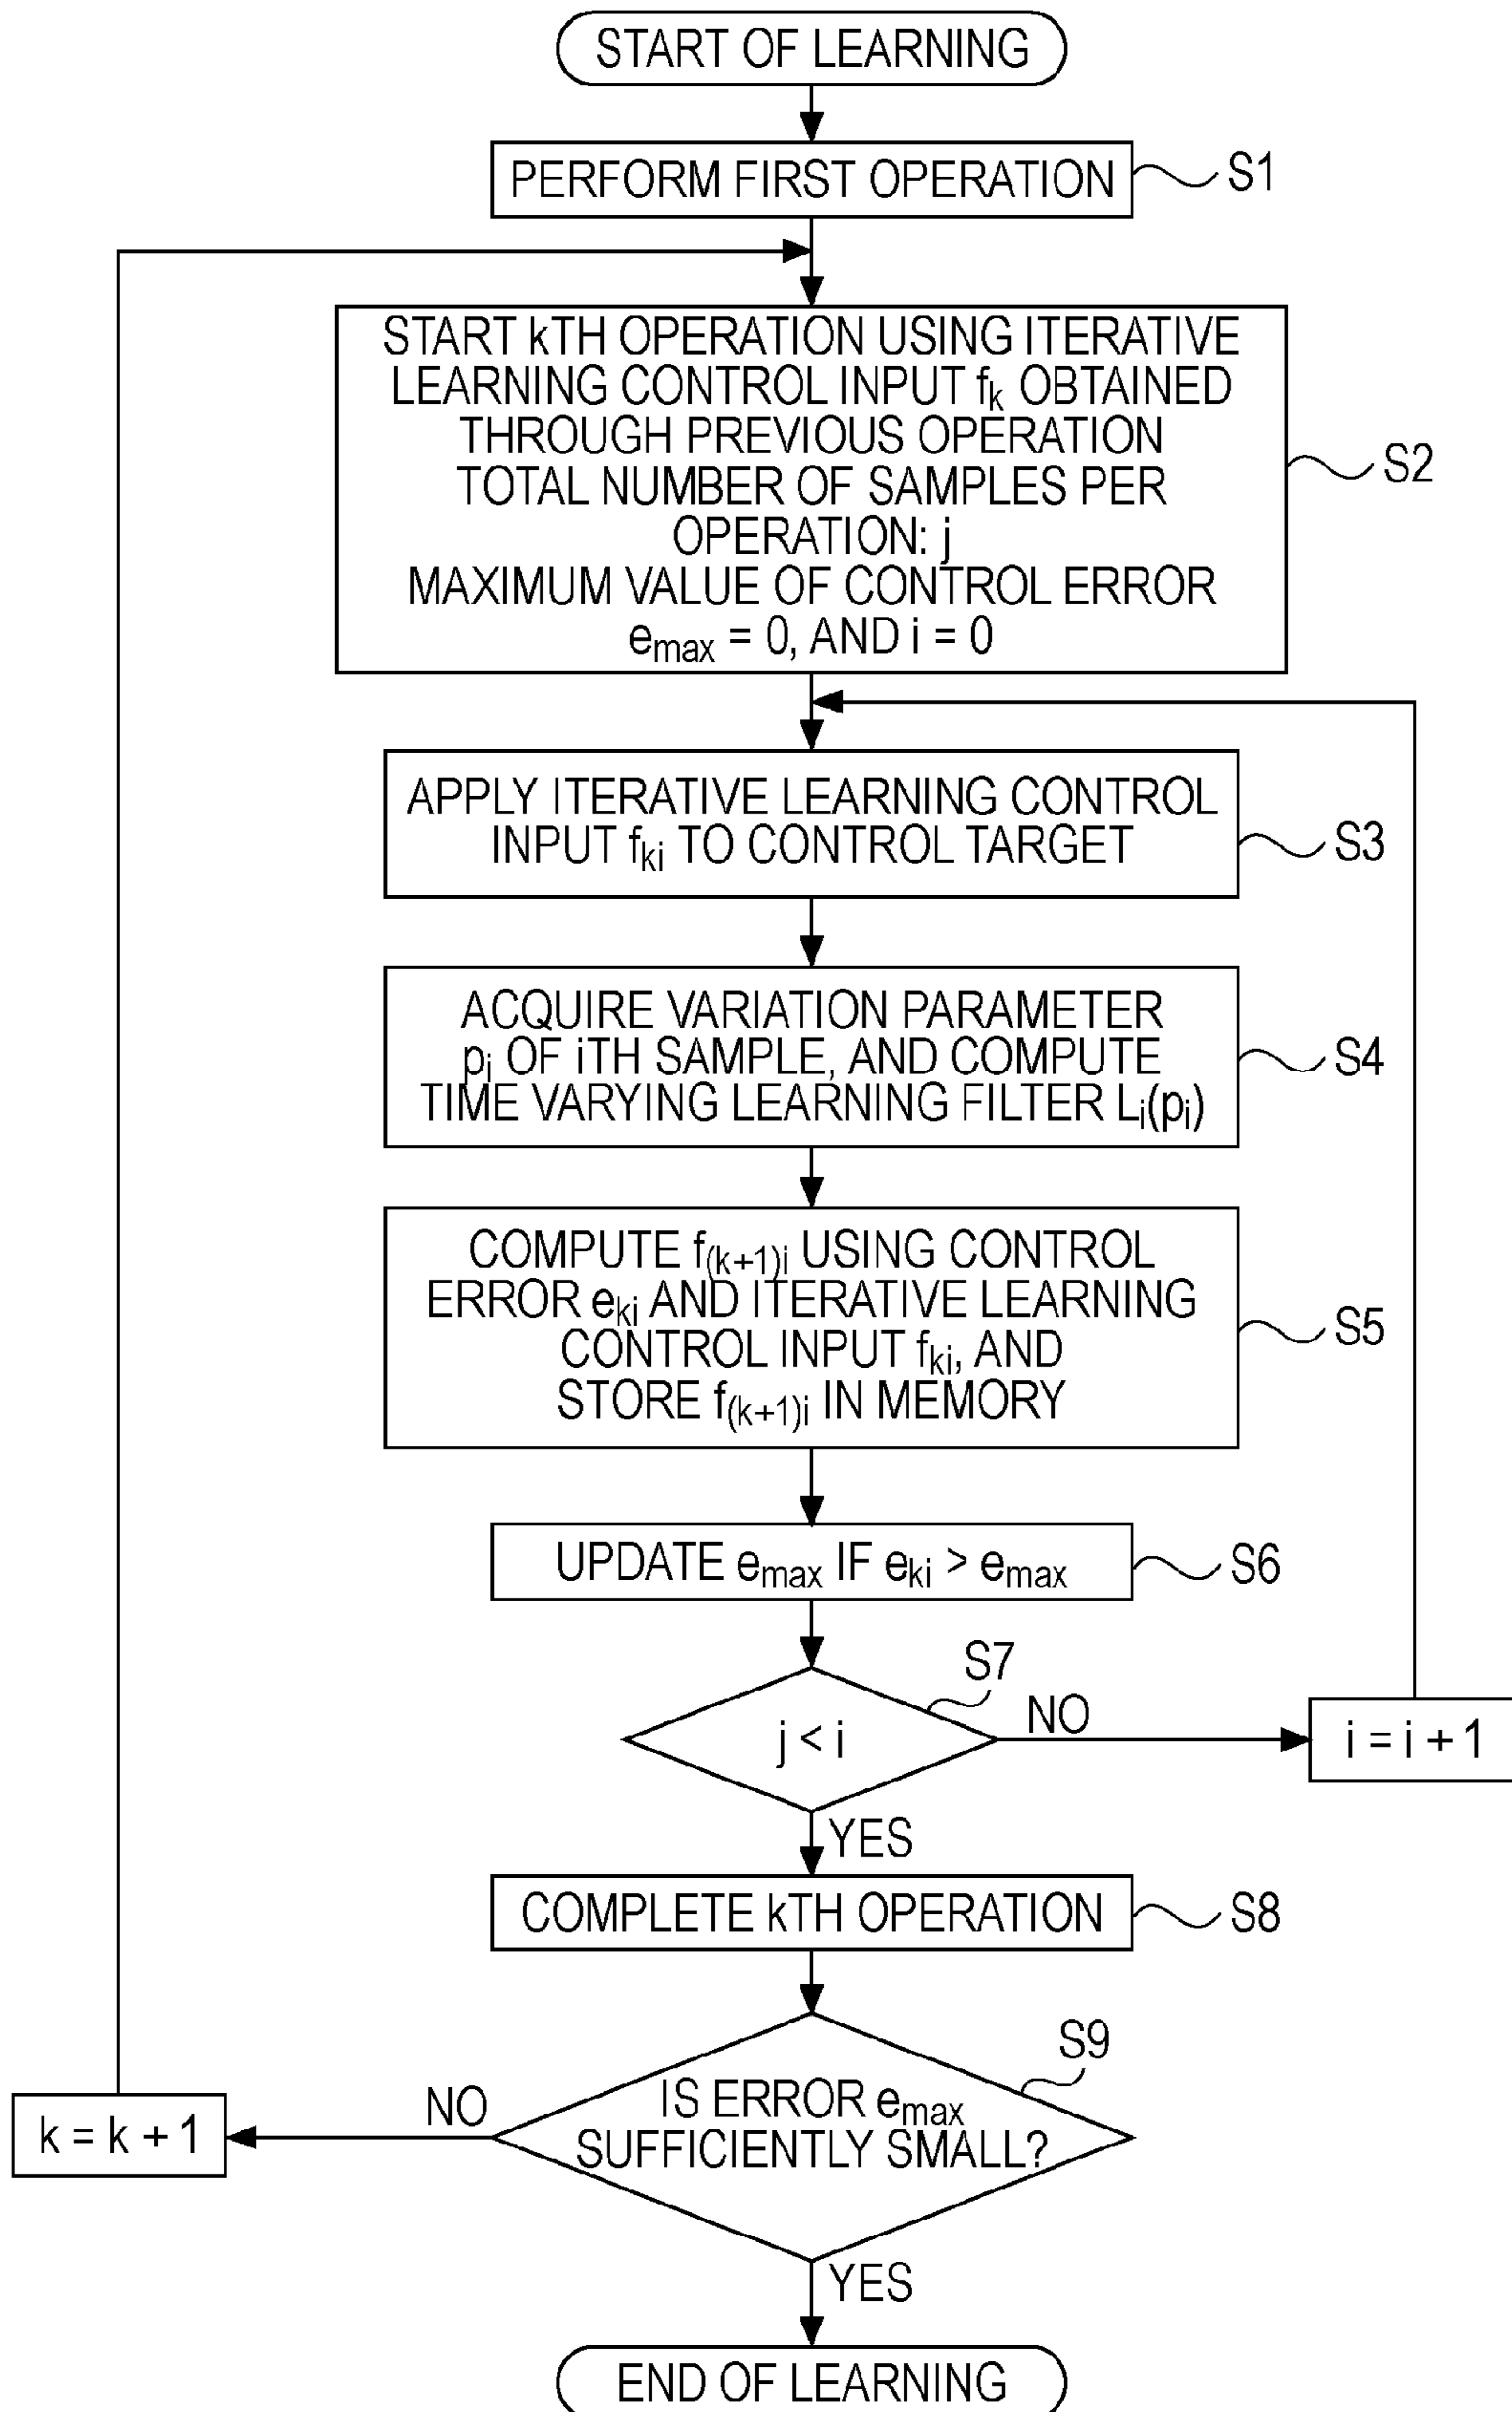 START OF LEARNING
PERFORM FIRST OPERATION
S1
START kTH OPERATION USING ITERATIVE
LEARNING CONTROL INPUT fk OBTAINED
THROUGH PREVIOUS OPERATION
TOTAL NUMBER OF SAMPLES PER
OPERATION: j
MAXIMUM VALUE OF CONTROL ERROR
emax = 0, AND i = 0
S2
APPLY ITERATIVE LEARNING CONTROL
INPUT fki TO CONTROL TARGET
S3
ACQUIRE VARIATION PARAMETER
pi OF iTH SAMPLE, AND COMPUTE
TIME VARYING LEARNING FILTER Li(pi)
S4
COMPUTE f(k+1)i USING CONTROL
ERROR eki AND ITERATIVE LEARNING
CONTROL INPUT fki, AND
STORE f(k+1)i IN MEMORY
S5
UPDATE emax IF eki > emax
S6
S7
j < i
NO
i = i + 1
YES
COMPLETE kTH OPERATION
S8
S9
IS ERROR emax
SUFFICIENTLY SMALL?
NO
k = k + 1
YES
END OF LEARNING